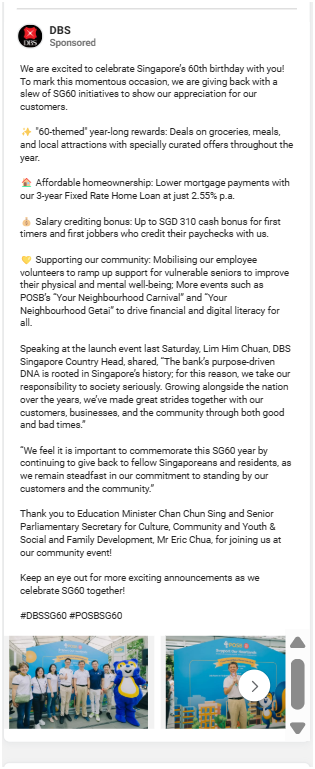 DBS
Sponsored
We are excited to celebrate Singapore's 60th birthday with you!
To mark this momentous occasion, we are giving back with a
slew of SG60 initiatives to show our appreciation for our
customers.
✨ "60-themed" year-long rewards: Deals on groceries, meals,
and local attractions with specially curated offers throughout the
year.
🏠 Affordable homeownership: Lower mortgage payments with
our 3-year Fixed Rate Home Loan at just 2.55% p.a.
💰 Salary crediting bonus: Up to SGD 310 cash bonus for first
timers and first jobbers who credit their paychecks with us.
💛 Supporting our community: Mobilising our employee
volunteers to ramp up support for vulnerable seniors to improve
their physical and mental well-being; More events such as
POSB's "Your Neighbourhood Carnival" and "Your
Neighbourhood Getai" to drive financial and digital literacy for
all.
Speaking at the launch event last Saturday, Lim Him Chuan, DBS
Singapore Country Head, shared, "The bank's purpose-driven
DNA is rooted in Singapore's history; for this reason, we take our
responsibility to society seriously. Growing alongside the nation
over the years, we've made great strides together with our
customers, businesses, and the community through both good
and bad times."
"We feel it is important to commemorate this SG60 year by
continuing to give back to fellow Singaporeans and residents, as
we remain steadfast in our commitment to standing by our
customers and the community."
Thank you to Education Minister Chan Chun Sing and Senior
Parliamentary Secretary for Culture, Community and Youth &
Social and Family Development, Mr Eric Chua, for joining us at
our community event!
Keep an eye out for more exciting announcements as we
celebrate SG60 together!
#DBSSG60 #POSBSG60